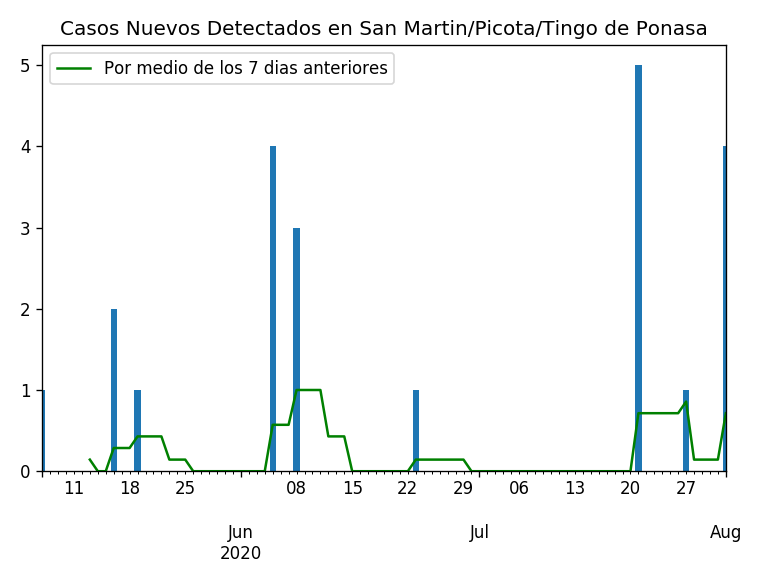 Casos Nuevos Detectados en San Martin/Picota/Tingo de Ponasa
Por medio de los 7 dias anteriores
5
4
3
2
1
0
11 18 25 08 15 22 29 06 13 20 27
Jun Jul Aug
2020